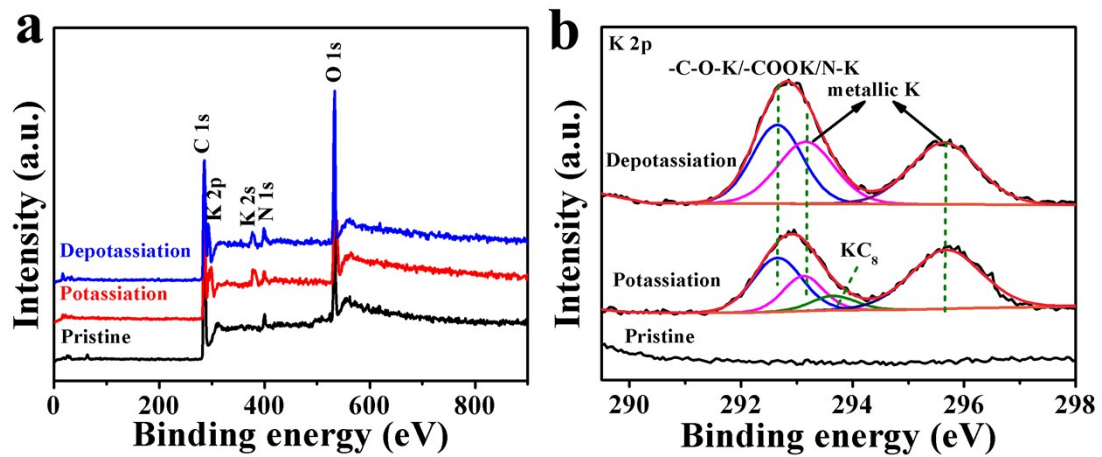 a
Intensity (a.u.)
C 1s
K 2p
K 2s
N 1s
O 1s
Depotassiation
Potassiation
Pristine
0 200 400 600 800
Binding energy (eV)
b
Intensity (a.u.)
K 2p
-C-O-K/-COOK/N-K
metallic K
Depotassiation
KC₈
Potassiation
Pristine
290 292 294 296 298
Binding energy (eV)